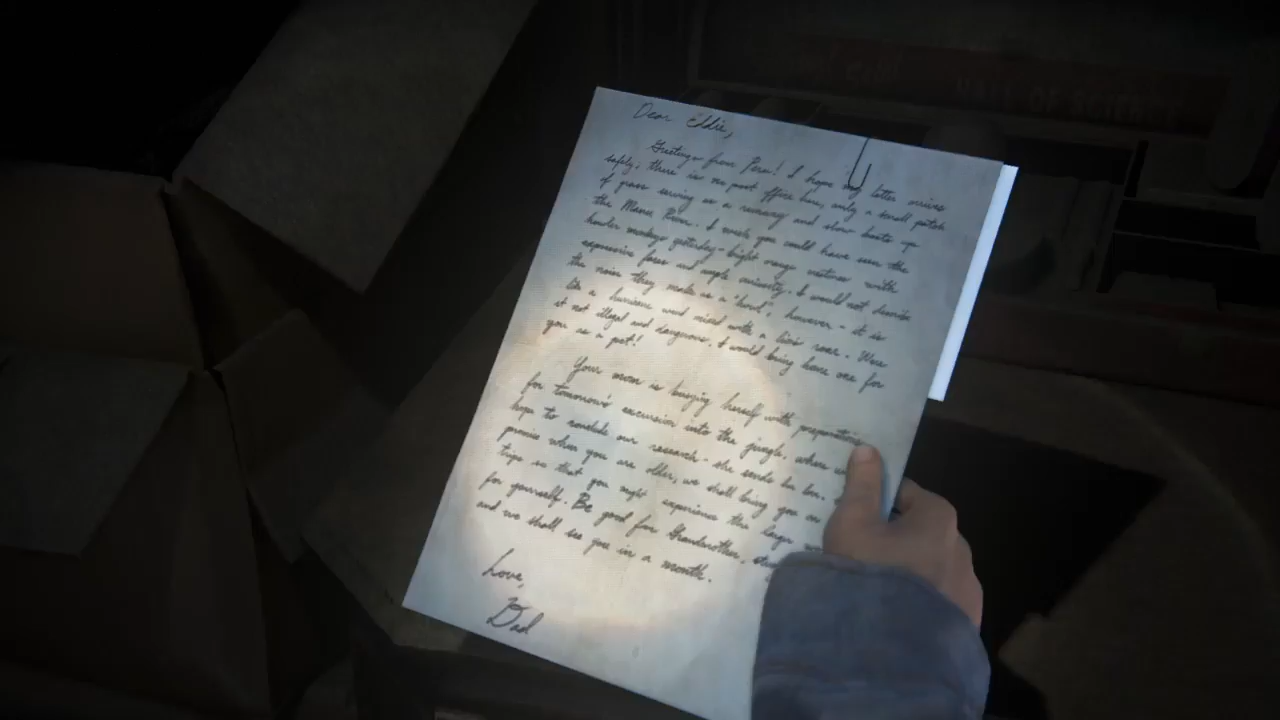 Dear Eddie,
Greetings from Peru! I hope my letter arrives
safely, there is no post office here, only a small patch
of grass serving as a runway and slow boats up
the Manu River. I wish you could have seen the
howler monkeys yesterday - bright orange creatures with
expressive faces and ample curiosity. I would not describe
the noise they make as a "howl", however - it is
like a hurricane wind mixed with a lion's roar. Were
it not illegal and dangerous, I would bring home one for
you as a pet!
Your mom is busying herself with preparations
for tomorrow's excursion into the jungle, where
hope to conclude our research - she sends her love.
promise when you are older, we shall bring you on
trips so that you might experience the larger
for yourself. Be good for Grandmother,
and we shall see you in a month.
Love,
Dad
HALL OF SCIENCE